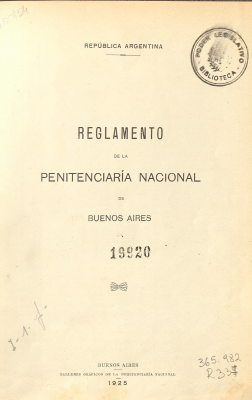 REPÚBLICA ARGENTINA
PODER LEGISLATIVO
BIBLIOTECA
REGLAMENTO
DE LA
PENITENCIARÍA NACIONAL
DE
BUENOS AIRES
19920
BUENOS AIRES
TALLERES GRÁFICOS DE LA PENITENCIARÍA NACIONAL
1925
365.982